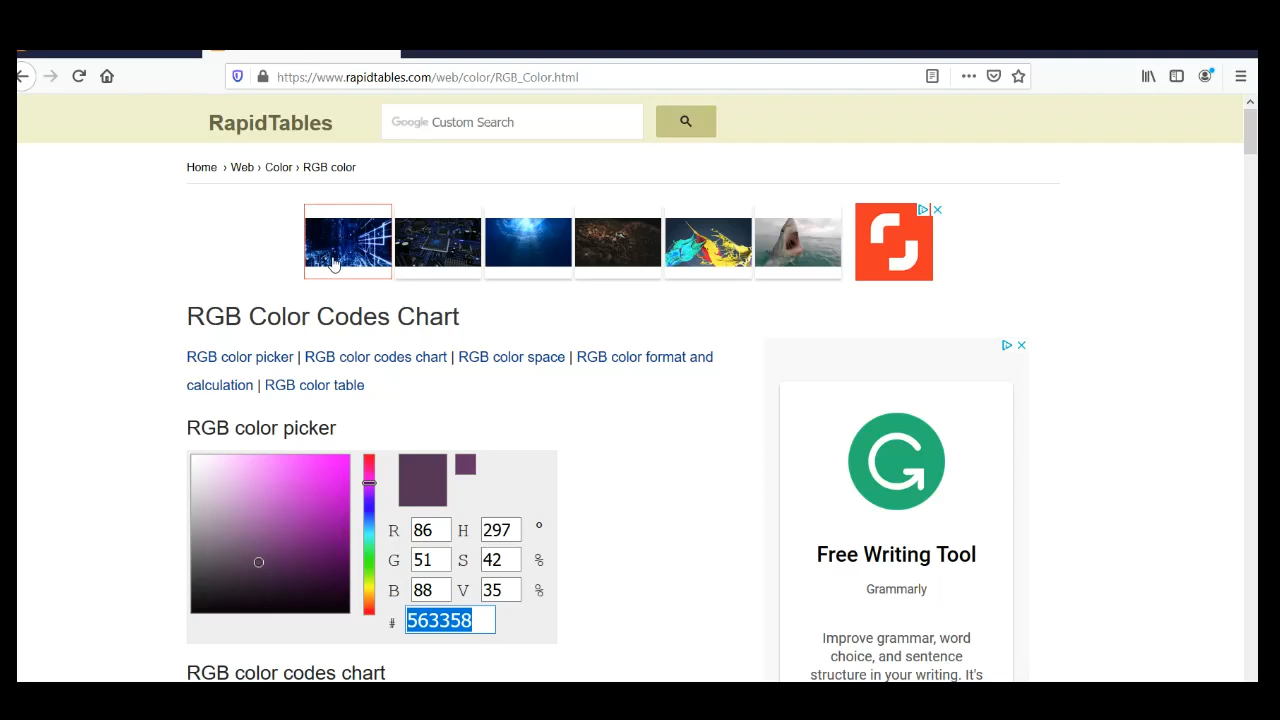 https://www.rapidtables.com/web/color/RGB_Color.html
RapidTables
Google Custom Search
Home › Web › Color › RGB color
RGB Color Codes Chart
RGB color picker | RGB color codes chart | RGB color space | RGB color format and
calculation | RGB color table
RGB color picker
R 86 H 297 °
G 51 S 42 %
B 88 V 35 %
# 563358
RGB color codes chart
Free Writing Tool
Grammarly
Improve grammar, word
choice, and sentence
structure in your writing. It's